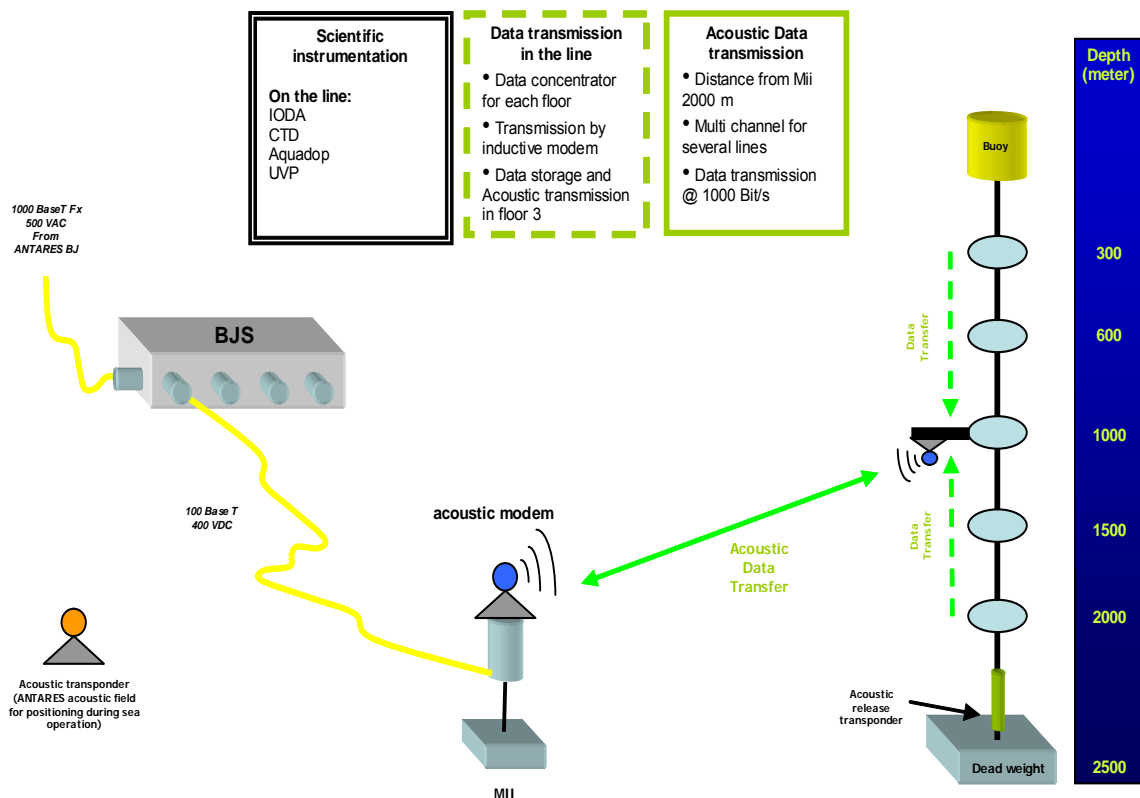 Scientific
instrumentation
On the line:
IODA
CTD
Aquadop
UVP
Data transmission
in the line
• Data concentrator
for each floor
• Transmission by
inductive modem
• Data storage and
Acoustic transmission
in floor 3
Acoustic Data
transmission
• Distance from Mii
2000 m
• Multi channel for
several lines
• Data transmission
@ 1000 Bit/s
Depth
(meter)
300
600
1000
1500
2000
2500
Buoy
1000 BaseT Fx
500 VAC
From
ANTARES BJ
BJS
Data
Transfer
100 Base T
400 VDC
acoustic modem
Acoustic
Data
Transfer
Data
Transfer
Acoustic transponder
(ANTARES acoustic field
for positioning during sea
operation)
Acoustic
release
transponder
Dead weight
MII